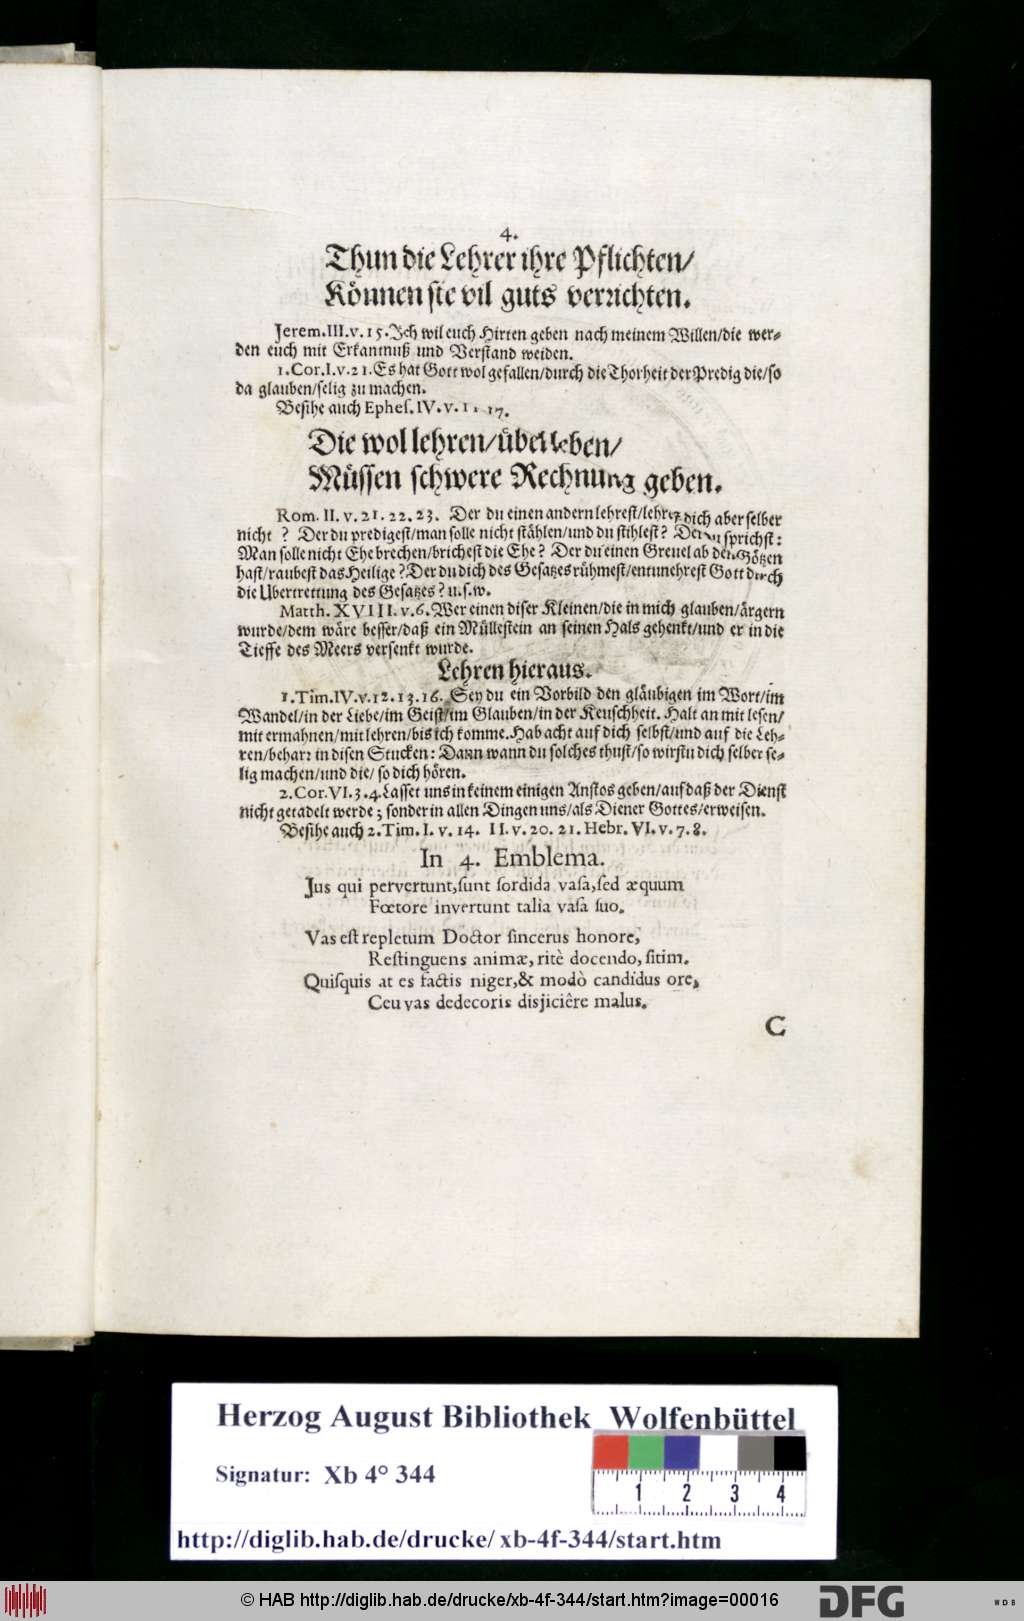 4.
Thun die Lehrer ihre Pflichten/
Können sie vil guts verrichten.
Jerem. III. v. 15. Ich wil euch Hirten geben nach meinem Willen/die wer-
den euch mit Erkantnuß und Verstand weiden.
1. Cor. I. v. 21. Es hat Gott wol gefallen/durch die Thorheit der Predig die/so
da glauben/selig zu machen.
Besihe auch Ephes. IV. v. 11. 17.
Die wol lehren/übel leben/
Müssen schwere Rechnung geben.
Rom. II. v. 21. 22. 23. Der du einen andern lehrest/lehrest dich aber selber
nicht ? Der du predigest/man solle nicht stählen/und du stihlest? Der du sprichst:
Man solle nicht Ehe brechen/brichest die Ehe? Der du einen Greuel ab den Götzen
hast/raubest das Heilige? Der du dich des Gesatzes rühmest/entunehrest Gott durch
die Ubertrettung des Gesatzes? u.s.w.
Matth. XVIII. v. 6. Wer einen diser Kleinen/die in mich glauben/ärgern
wurde/dem wäre besser/daß ein Müllestein an seinen Hals gehenkt/und er in die
Tieffe des Meers versenkt wurde.
Lehren hieraus.
1. Tim. IV. v. 12. 13. 16. Sey du ein Vorbild den gläubigen im Wort/im
Wandel/in der Liebe/im Geist/im Glauben/in der Keuschheit. Halt an mit lesen/
mit ermahnen/mit lehren/bis ich komme. Hab acht auf dich selbst/und auf die Leh-
ren/beharr in disen Stucken: Dann wann du solches thust/so wirstu dich selber se-
lig machen/und die/ so dich hören.
2. Cor. VI. 3. 4. Lasset uns in keinem einigen Anstos geben/auf daß der Dienst
nicht getadelt werde; sonder in allen Dingen uns/als Diener Gottes/erweisen.
Besihe auch 2. Tim. I. v. 14. II. v. 20. 21. Hebr. VI. v. 7. 8.
In 4. Emblema.
Jus qui pervertunt, sunt sordida vasa, sed æquum
Fœtore invertunt talia vasa suo.
Vas est repletum Doctor sincerus honore,
Restinguens animæ, ritè docendo, sitim.
Quisquis at es factis niger, & modò candidus ore,
Ceu vas dedecoris disjiciêre malus.
C
Herzog August Bibliothek Wolfenbüttel
Signatur: Xb 4° 344
1 2 3 4
http://diglib.hab.de/drucke/ xb-4f-344/start.htm
© HAB http://diglib.hab.de/drucke/xb-4f-344/start.htm?image=00016
DFG
WDB